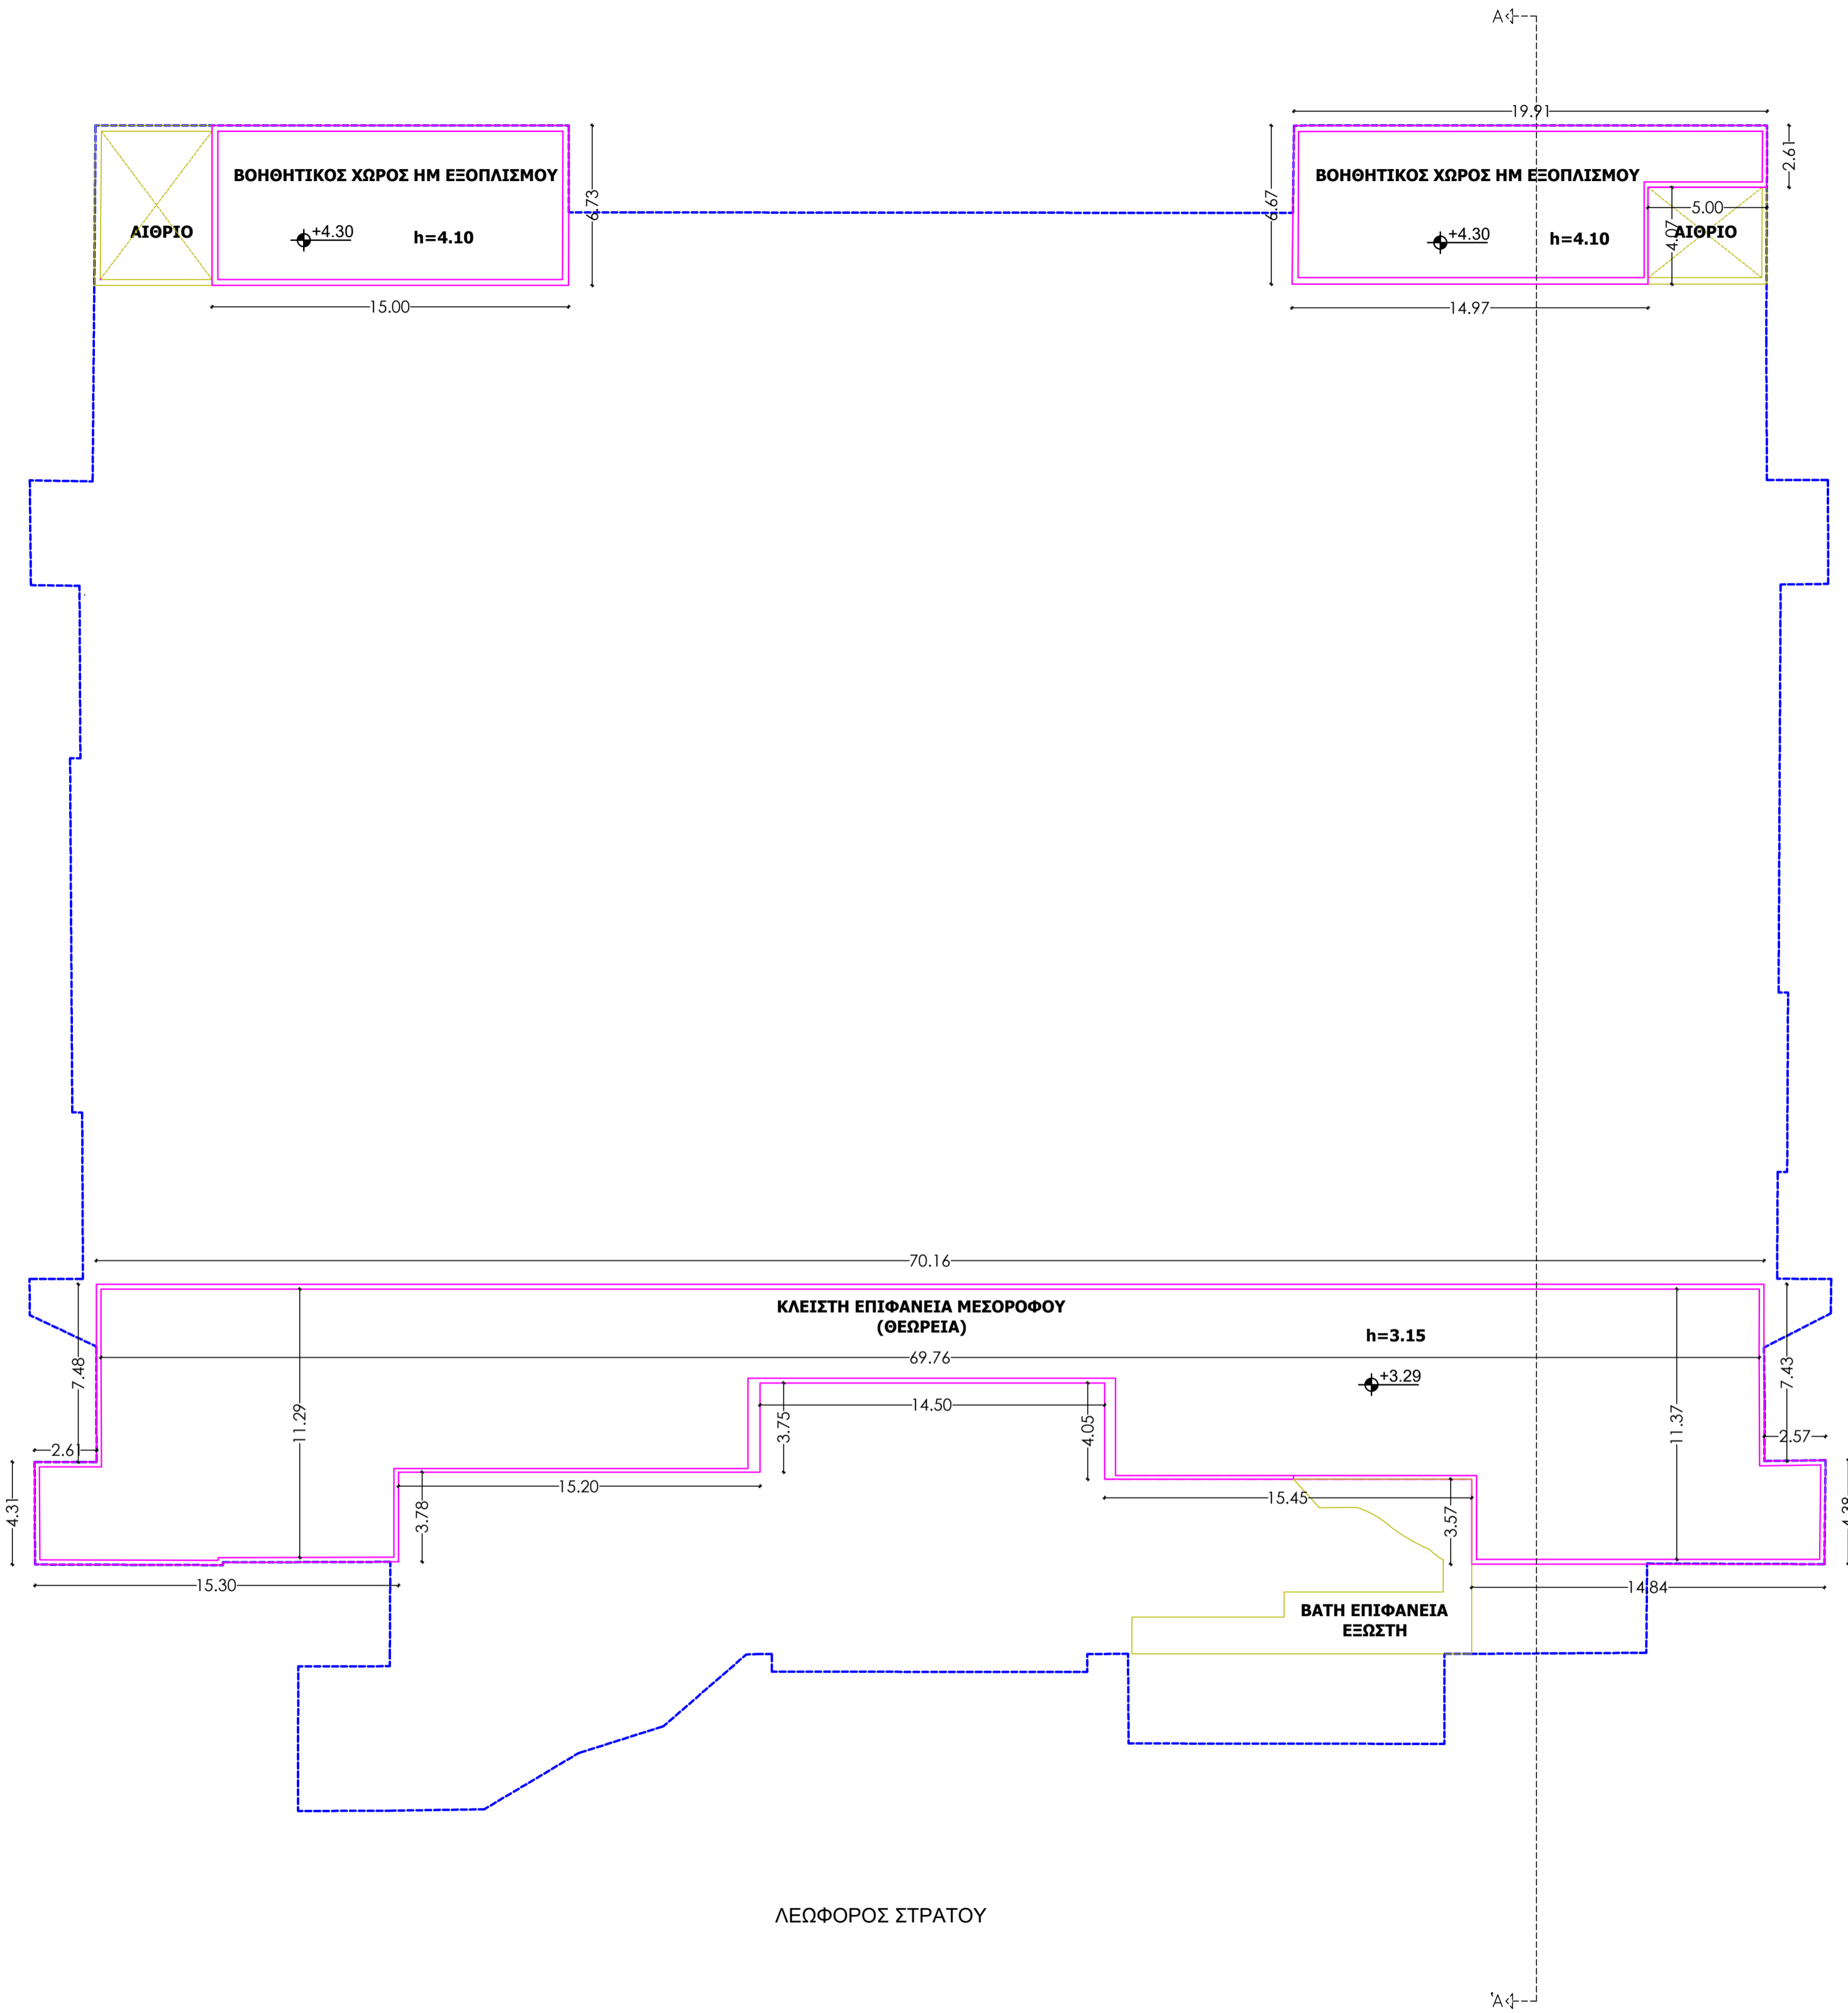 A
19.91
2.61
ΒΟΗΘΗΤΙΚΟΣ ΧΩΡΟΣ ΗΜ ΕΞΟΠΛΙΣΜΟΥ
ΒΟΗΘΗΤΙΚΟΣ ΧΩΡΟΣ ΗΜ ΕΞΟΠΛΙΣΜΟΥ
6.73
6.67
5.00
ΑΙΘΡΙΟ
+4.30
h=4.10
+4.30
h=4.10
4.07
ΑΙΘΡΙΟ
15.00
14.97
70.16
ΚΛΕΙΣΤΗ ΕΠΙΦΑΝΕΙΑ ΜΕΣΟΡΟΦΟΥ
(ΘΕΩΡΕΙΑ)
h=3.15
69.76
7.48
7.43
+3.29
14.50
11.29
3.75
4.05
11.37
2.61
2.57
15.20
15.45
4.31
3.78
3.57
4.38
15.30
14.84
ΒΑΤΗ ΕΠΙΦΑΝΕΙΑ
ΕΞΩΣΤΗ
ΛΕΩΦΟΡΟΣ ΣΤΡΑΤΟΥ
'A